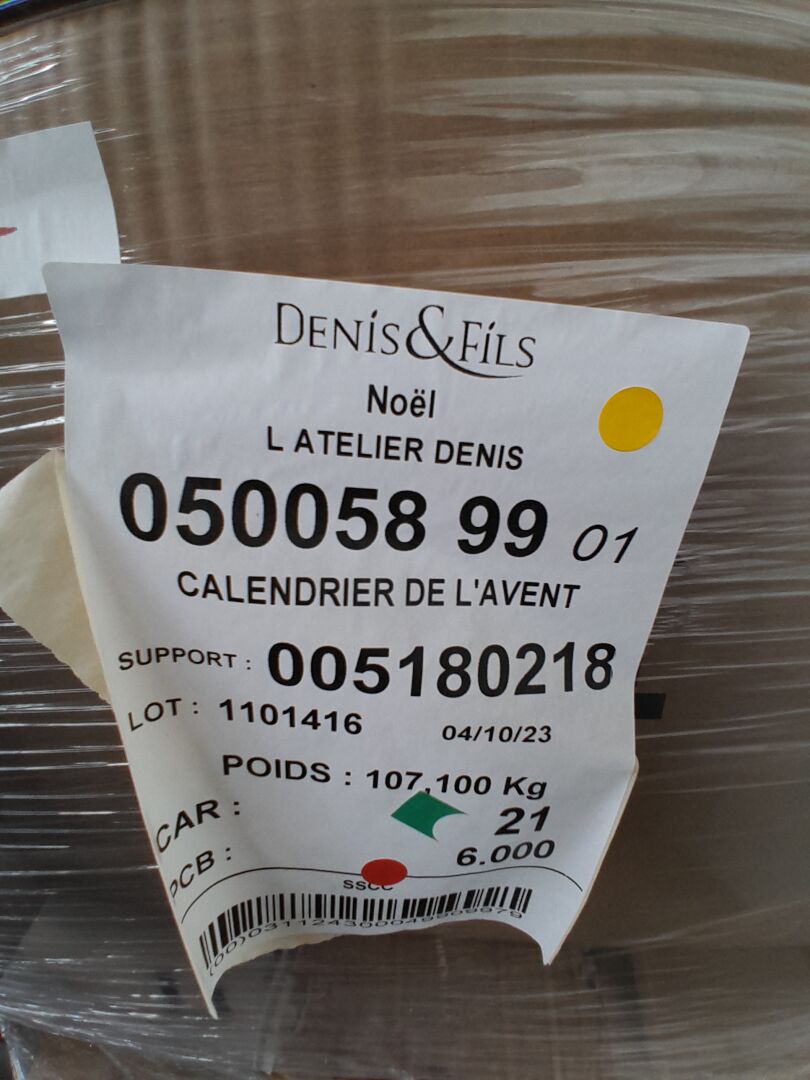 DENIS&FILS
Noël
L ATELIER DENIS
050058 99 01
CALENDRIER DE L'AVENT
SUPPORT : 005180218
LOT : 1101416 04/10/23
POIDS : 107,100 Kg
CAR : 21
PCB : 6.000
SSCC